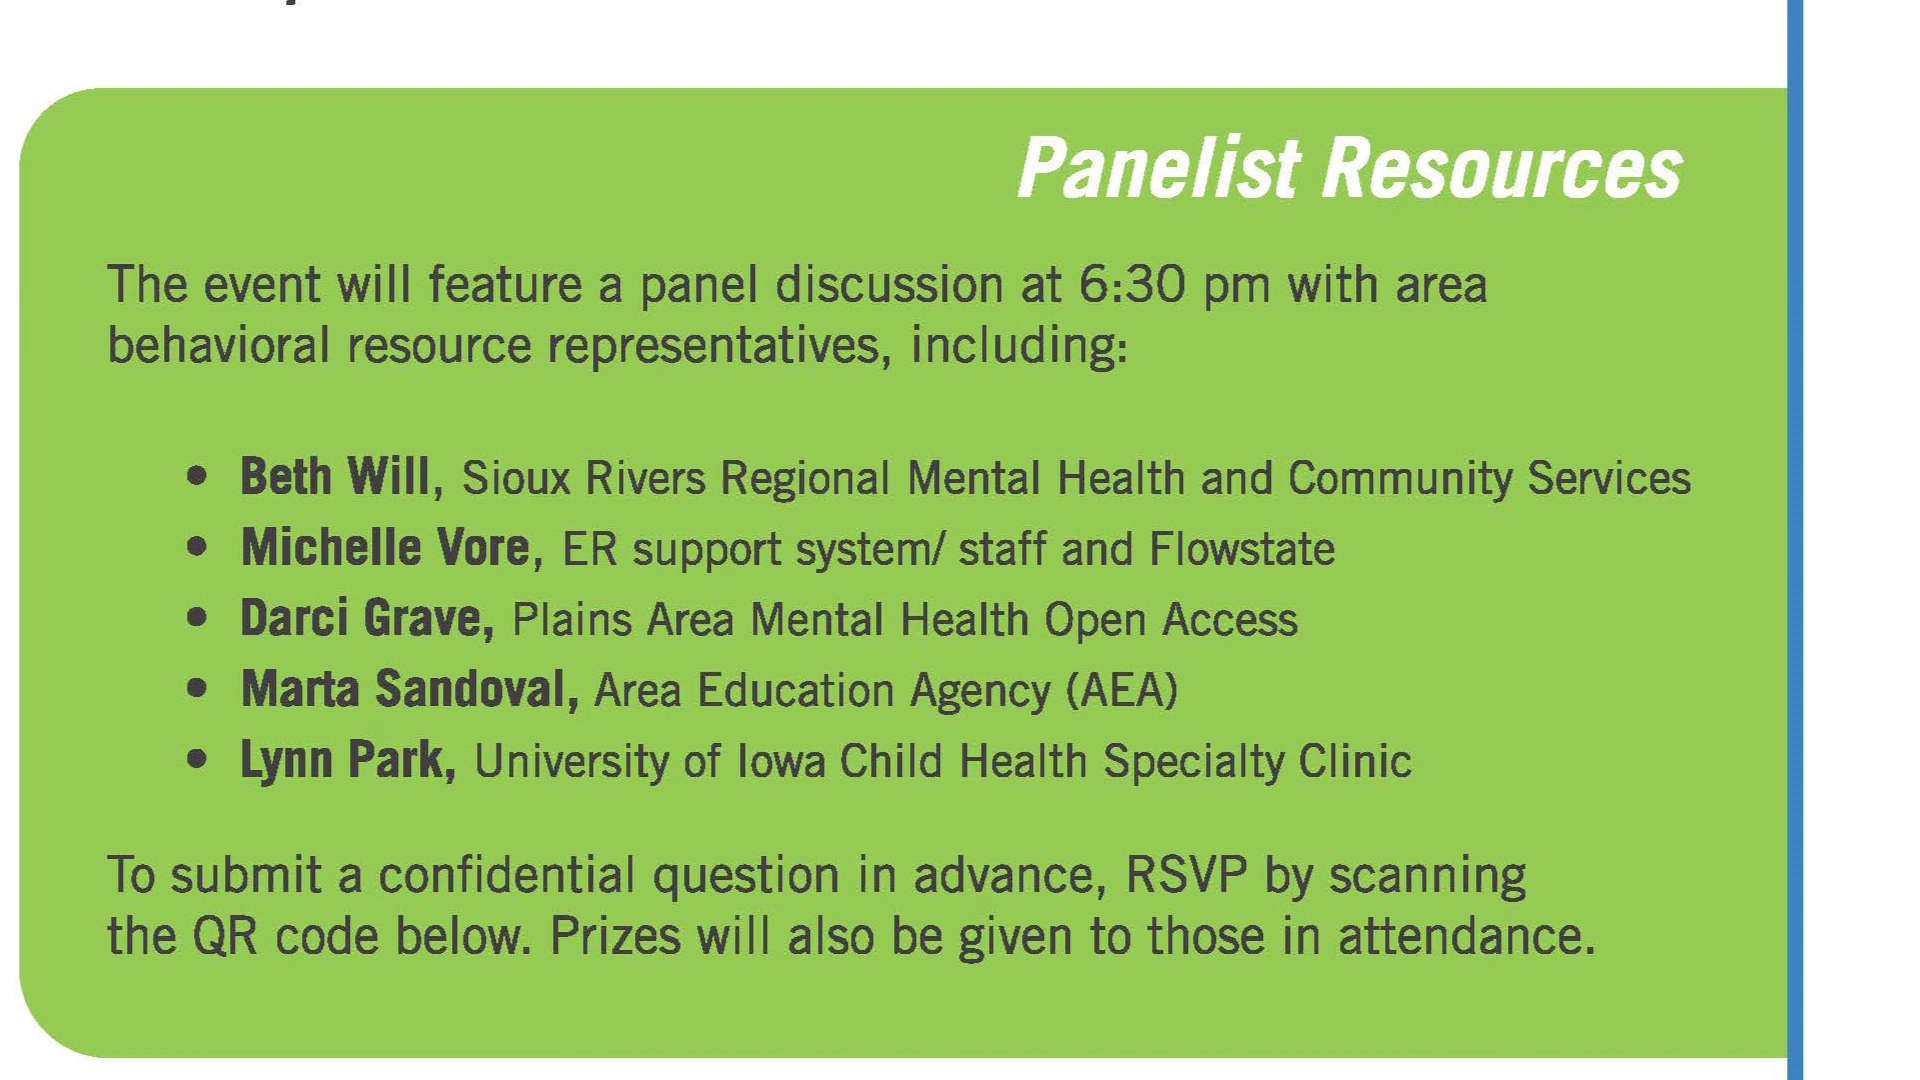 Panelist Resources
The event will feature a panel discussion at 6:30 pm with area
behavioral resource representatives, including:
• Beth Will, Sioux Rivers Regional Mental Health and Community Services
• Michelle Vore, ER support system/ staff and Flowstate
• Darci Grave, Plains Area Mental Health Open Access
• Marta Sandoval, Area Education Agency (AEA)
• Lynn Park, University of Iowa Child Health Specialty Clinic
To submit a confidential question in advance, RSVP by scanning
the QR code below. Prizes will also be given to those in attendance.